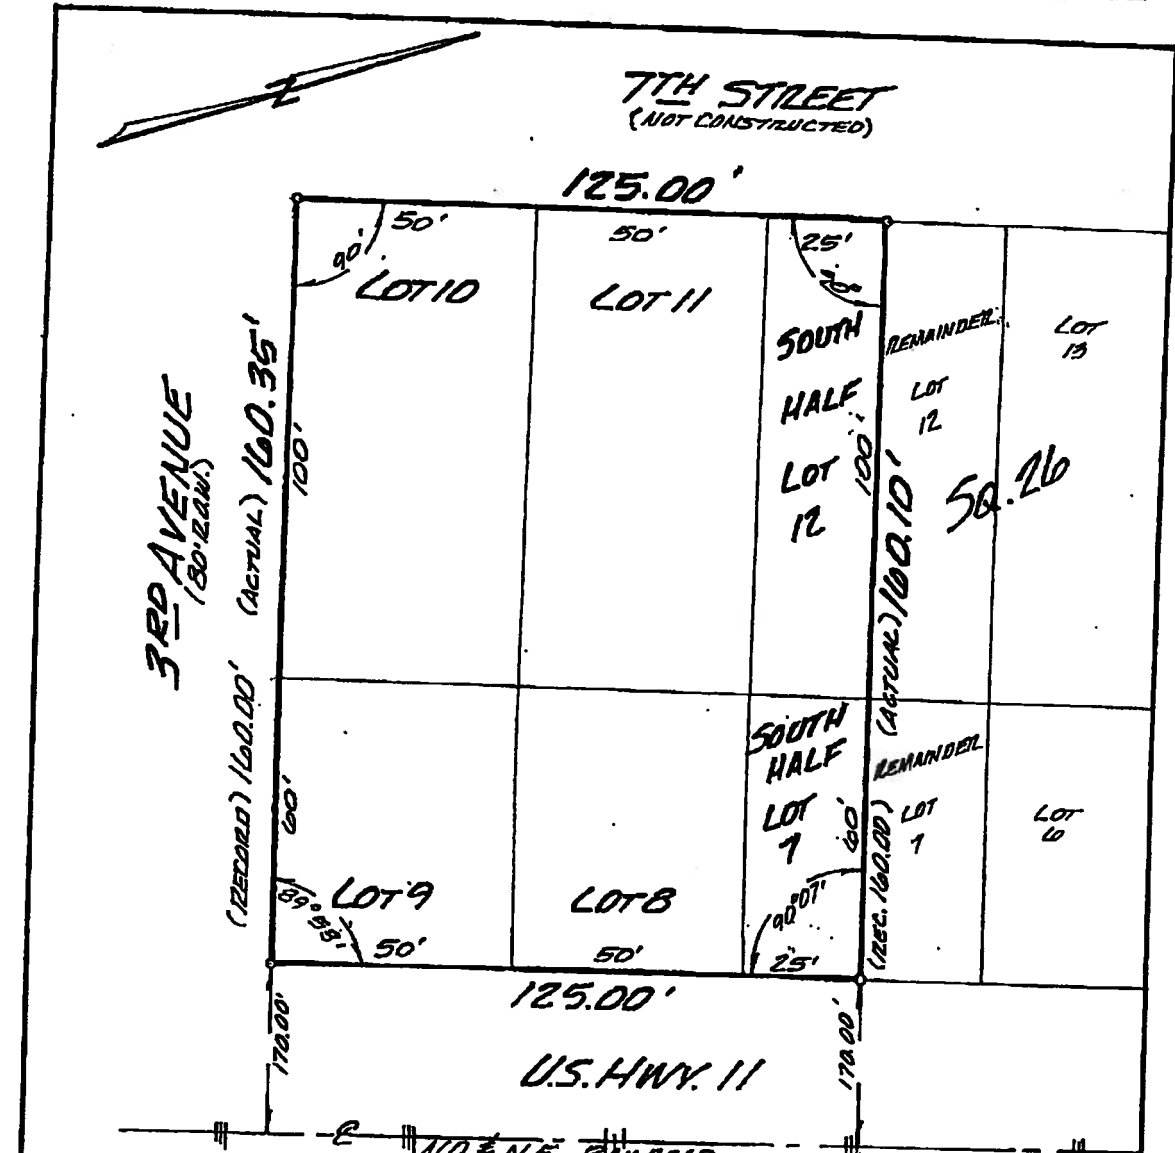 7TH STREET
(NOT CONSTRUCTED)
125.00'
50'
50'
25'
90°
90°
LOT 10
LOT 11
SOUTH
HALF
LOT
12
REMAINDER
LOT
12
LOT
13
SQ. 26
3RD AVENUE
(80' R.O.W.)
(ACTUAL) 160.35'
(RECORD) 160.00'
100'
100'
(ACTUAL) 160.10'
(REC. 160.00)
60'
60'
SOUTH
HALF
LOT
7
REMAINDER
LOT
7
LOT
6
LOT 9
LOT 8
89°53'
90°07'
50'
50'
25'
125.00'
170.00'
170.00'
U.S. HWY. 11
N